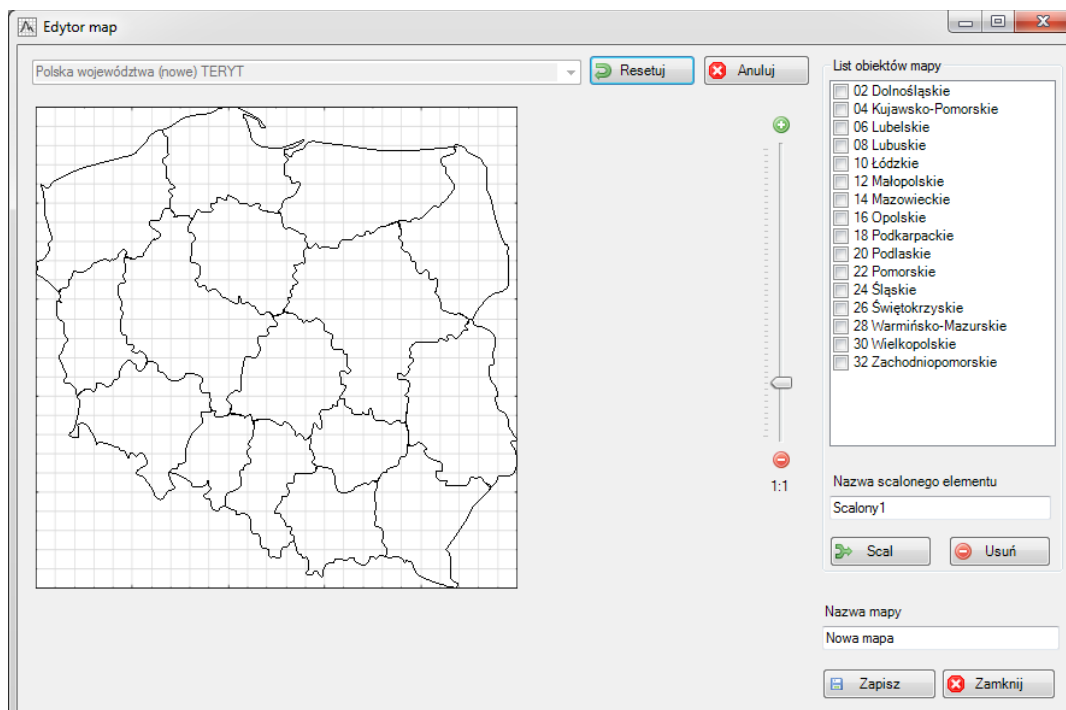 Edytor map
Polska województwa (nowe) TERYT
Resetuj
Anuluj
List obiektów mapy
02 Dolnośląskie
04 Kujawsko-Pomorskie
06 Lubelskie
08 Lubuskie
10 Łódzkie
12 Małopolskie
14 Mazowieckie
16 Opolskie
18 Podkarpackie
20 Podlaskie
22 Pomorskie
24 Śląskie
26 Świętokrzyskie
28 Warmińsko-Mazurskie
30 Wielkopolskie
32 Zachodniopomorskie
1:1
Nazwa scalonego elementu
Scalony1
Scal
Usuń
Nazwa mapy
Nowa mapa
Zapisz
Zamknij